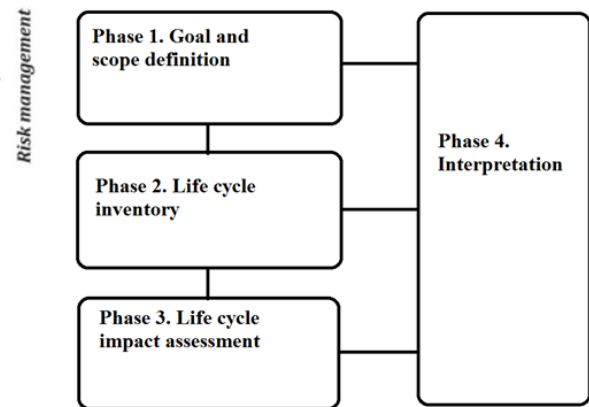 Risk management
Phase 1. Goal and
scope definition
Phase 2. Life cycle
inventory
Phase 3. Life cycle
impact assessment
Phase 4.
Interpretation